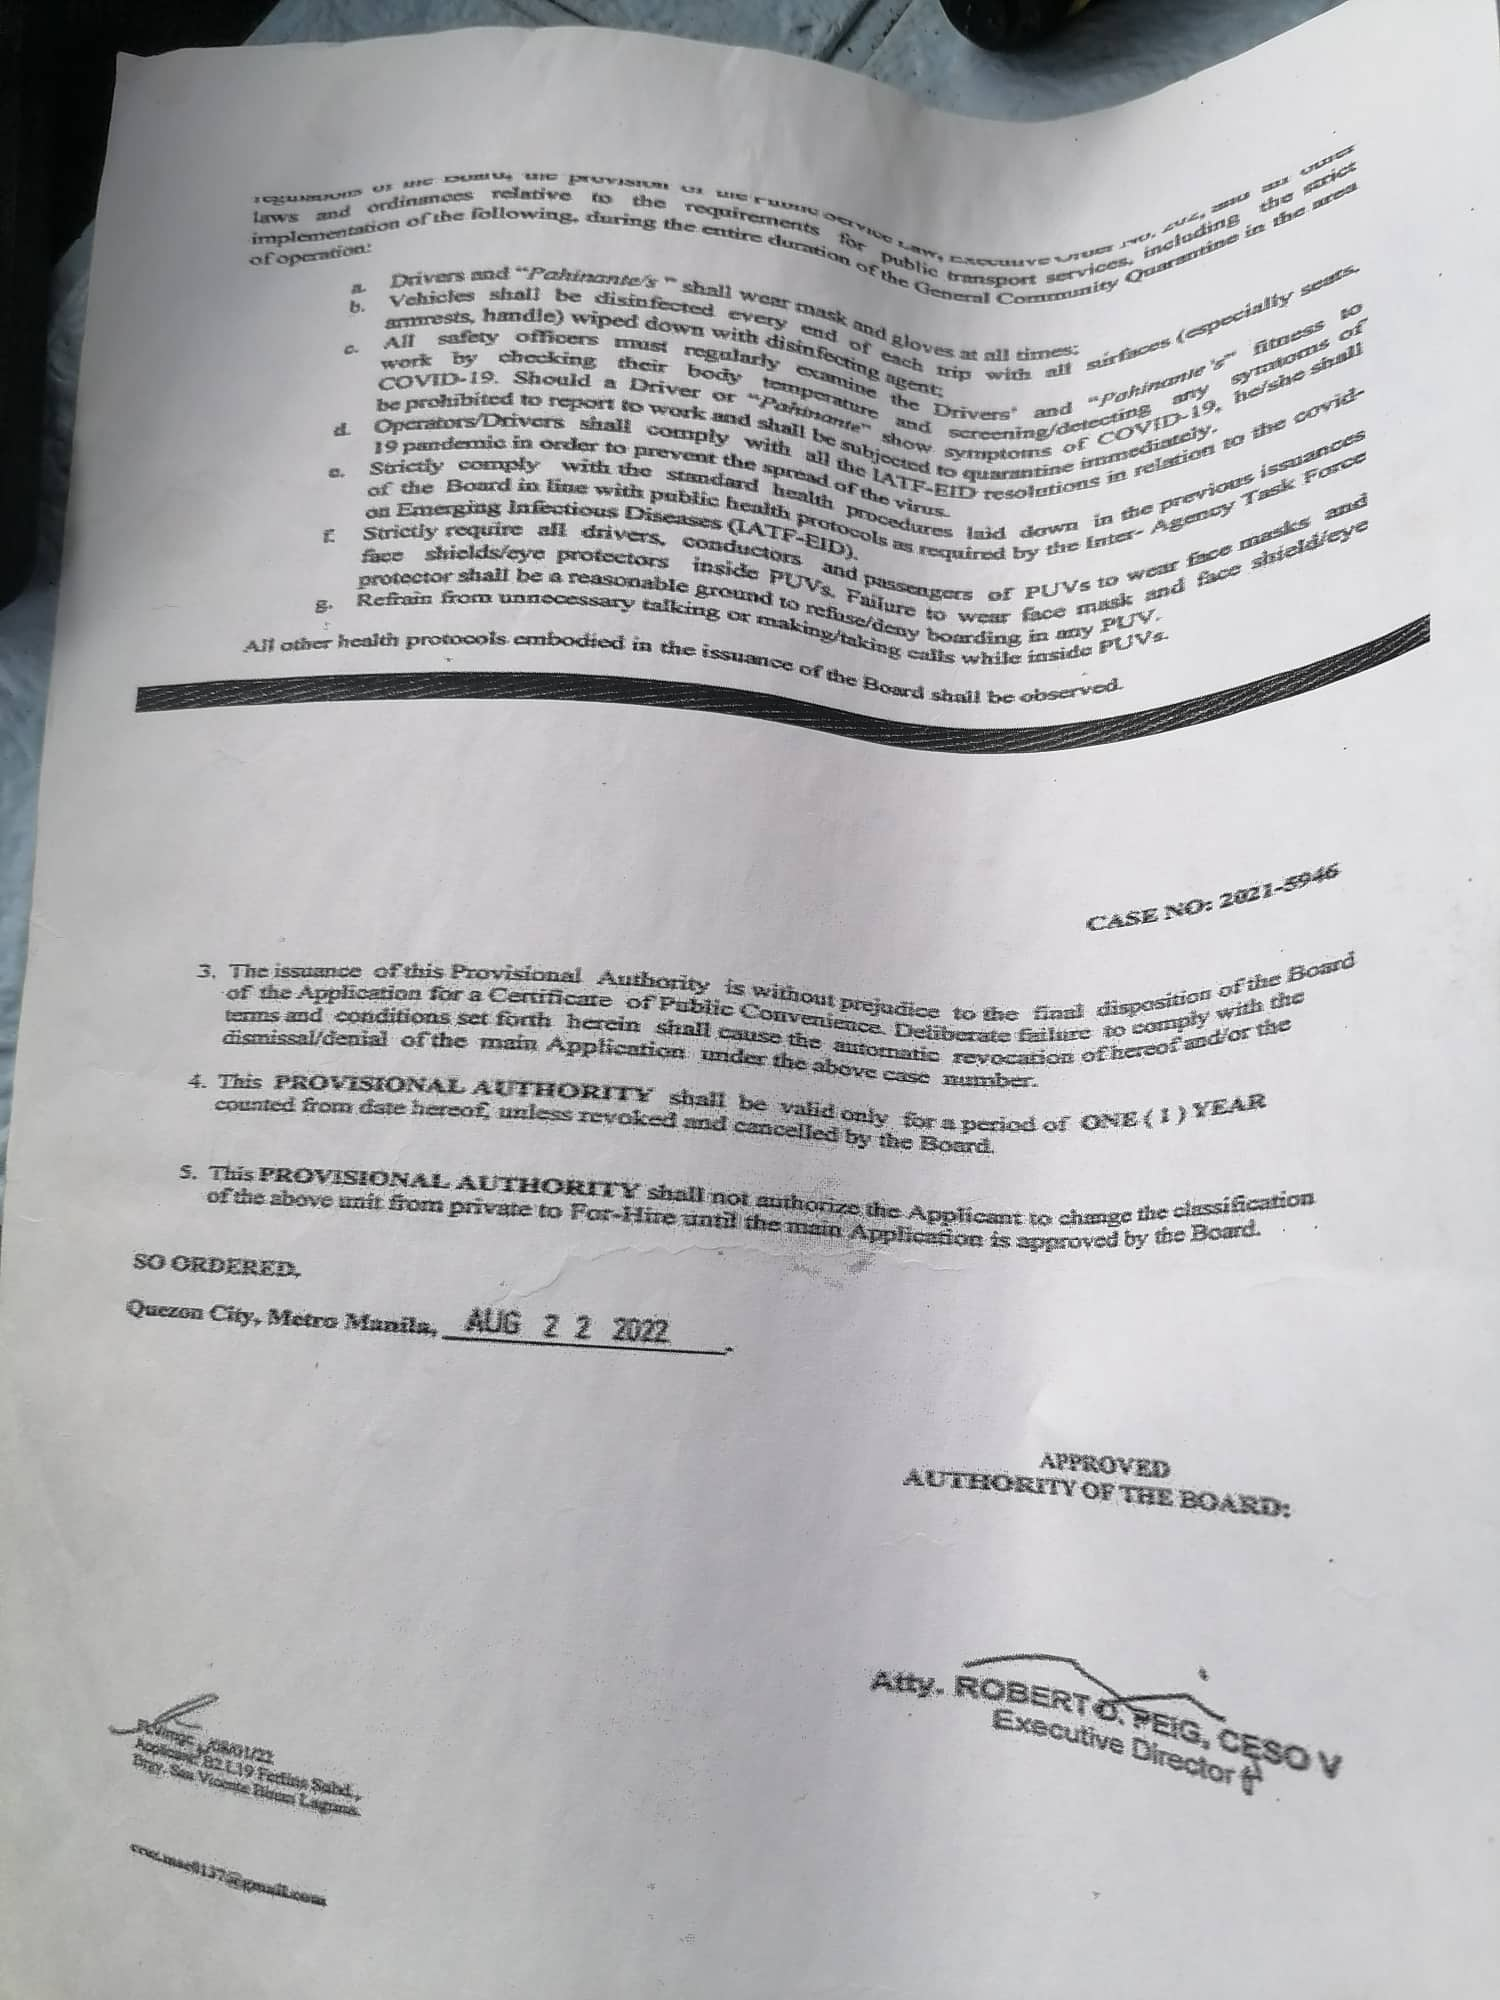 regulations of the Board, the provision of the Public Service Law, Executive Order No. 202, and all other
laws and ordinances relative to the requirements for public transport services, including the strict
implementation of the following, during the entire duration of the General Community Quarantine in the area
of operation:
a. Drivers and "Pahinante/s" shall wear mask and gloves at all times;
b. Vehicles shall be disinfected every end of each trip with all surfaces (especially seats,
armrests, handle) wiped down with disinfecting agent;
c. All safety officers must regularly examine the Drivers' and "Pahinante's" fitness to
work by checking their body temperature and screening/detecting any symtoms of
COVID-19. Should a Driver or "Pahinante" show symptoms of COVID-19, he/she shall
be prohibited to report to work and shall be subjected to quarantine immediately.
d. Operators/Drivers shall comply with all the IATF-EID resolutions in relation to the covid-
19 pandemic in order to prevent the spread of the virus.
e. Strictly comply with the standard health procedures laid down in the previous issuances
of the Board in line with public health protocols as required by the Inter- Agency Task Force
on Emerging Infectious Diseases (IATF-EID).
f. Strictly require all drivers, conductors and passengers of PUVs to wear face masks and
face shields/eye protectors inside PUVs. Failure to wear face mask and face shield/eye
protector shall be a reasonable ground to refuse/deny boarding in any PUV.
g. Refrain from unnecessary talking or making/taking calls while inside PUVs.
All other health protocols embodied in the issuance of the Board shall be observed.
CASE NO: 2021-5946
3. The issuance of this Provisional Authority is without prejudice to the final disposition of the Board
of the Application for a Certificate of Public Convenience. Deliberate failure to comply with the
terms and conditions set forth herein shall cause the automatic revocation of hereof and/or the
dismissal/denial of the main Application under the above case number.
4. This PROVISIONAL AUTHORITY shall be valid only for a period of ONE ( 1 ) YEAR
counted from date hereof, unless revoked and cancelled by the Board.
5. This PROVISIONAL AUTHORITY shall not authorize the Applicant to change the classification
of the above unit from private to For-Hire until the main Application is approved by the Board.
SO ORDERED.
Quezon City, Metro Manila, AUG 2 2 2022.
APPROVED
AUTHORITY OF THE BOARD:
Atty. ROBERT O. PEIG, CESO V
Executive Director
/08/01/22
Applicant: B2 L19 Subd.,
Brgy. San Vicente Binan Laguna.